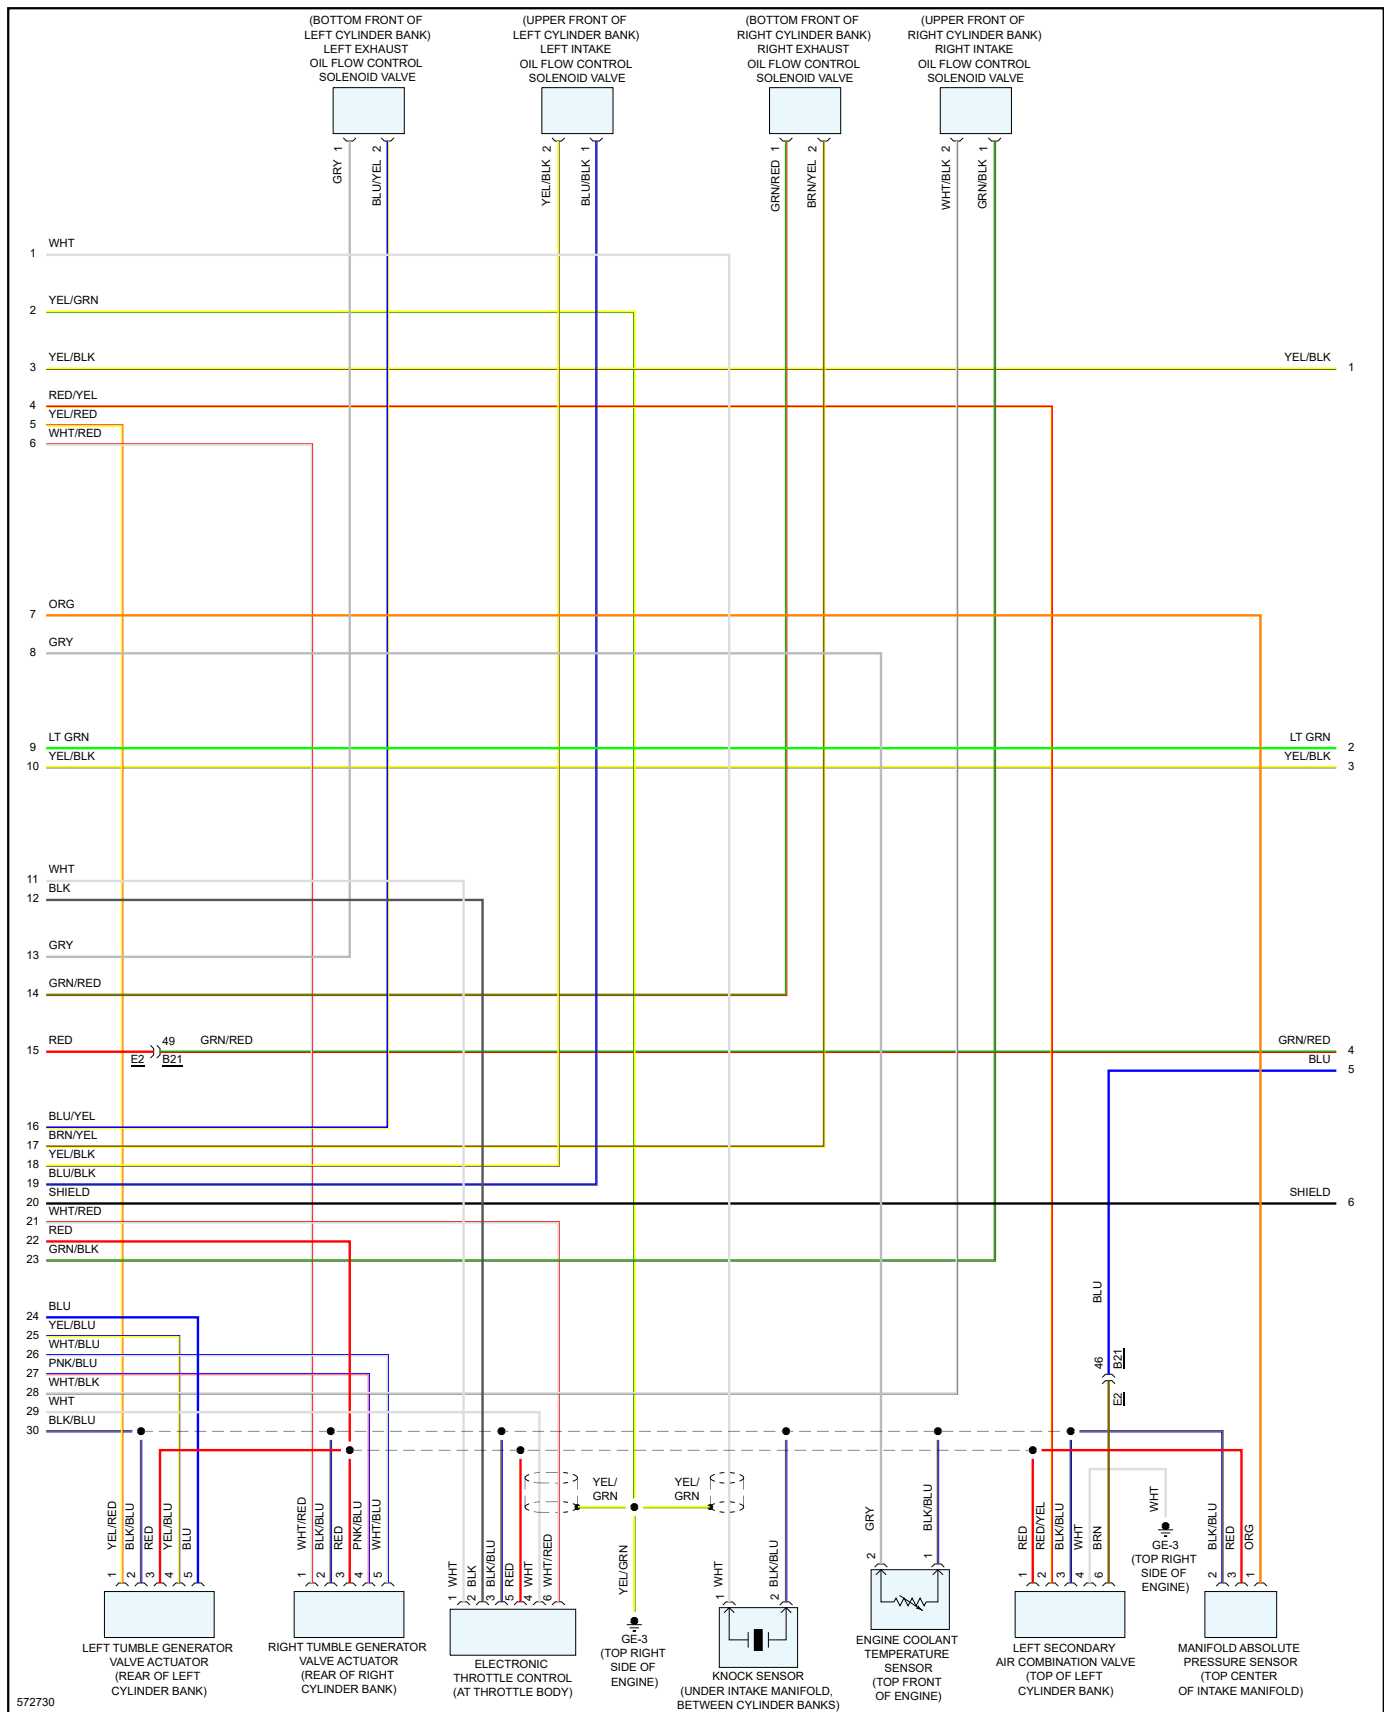 (BOTTOM FRONT OF
LEFT CYLINDER BANK)
LEFT EXHAUST
OIL FLOW CONTROL
SOLENOID VALVE
(UPPER FRONT OF
LEFT CYLINDER BANK)
LEFT INTAKE
OIL FLOW CONTROL
SOLENOID VALVE
(BOTTOM FRONT OF
RIGHT CYLINDER BANK)
RIGHT EXHAUST
OIL FLOW CONTROL
SOLENOID VALVE
(UPPER FRONT OF
RIGHT CYLINDER BANK)
RIGHT INTAKE
OIL FLOW CONTROL
SOLENOID VALVE
GRY 1
BLU/YEL 2
YEL/BLK 2
BLU/BLK 1
GRN/RED 1
BRN/YEL 2
WHT/BLK 2
GRN/BLK 1
1 WHT
2 YEL/GRN
3 YEL/BLK
YEL/BLK 1
4 RED/YEL
5 YEL/RED
6 WHT/RED
7 ORG
8 GRY
9 LT GRN
LT GRN 2
10 YEL/BLK
YEL/BLK 3
11 WHT
12 BLK
13 GRY
14 GRN/RED
15 RED
49
E2 B21
GRN/RED
GRN/RED 4
BLU 5
16 BLU/YEL
17 BRN/YEL
18 YEL/BLK
19 BLU/BLK
20 SHIELD
SHIELD 6
21 WHT/RED
22 RED
23 GRN/BLK
24 BLU
25 YEL/BLU
26 WHT/BLU
27 PNK/BLU
28 WHT/BLK
29 WHT
30 BLK/BLU
BLU
46
B21
E2
YEL/RED 1
BLK/BLU 2
RED 3
YEL/BLU 4
BLU 5
WHT/RED 1
BLK/BLU 2
RED 3
PNK/BLU 4
WHT/BLU 5
WHT 1
BLK 2
BLK/BLU 3
RED 5
WHT 4
WHT/RED 6
YEL/
GRN
YEL/
GRN
YEL/GRN
WHT 1
BLK/BLU 2
GRY 2
BLK/BLU 1
RED 1
RED/YEL 2
BLK/BLU 3
WHT 4
BRN 6
WHT
BLK/BLU 2
RED 3
ORG 1
LEFT TUMBLE GENERATOR
VALVE ACTUATOR
(REAR OF LEFT
CYLINDER BANK)
RIGHT TUMBLE GENERATOR
VALVE ACTUATOR
(REAR OF RIGHT
CYLINDER BANK)
ELECTRONIC
THROTTLE CONTROL
(AT THROTTLE BODY)
GE-3
(TOP RIGHT
SIDE OF
ENGINE)
KNOCK SENSOR
(UNDER INTAKE MANIFOLD,
BETWEEN CYLINDER BANKS)
ENGINE COOLANT
TEMPERATURE
SENSOR
(TOP FRONT
OF ENGINE)
LEFT SECONDARY
AIR COMBINATION VALVE
(TOP OF LEFT
CYLINDER BANK)
GE-3
(TOP RIGHT
SIDE OF
ENGINE)
MANIFOLD ABSOLUTE
PRESSURE SENSOR
(TOP CENTER
OF INTAKE MANIFOLD)
572730